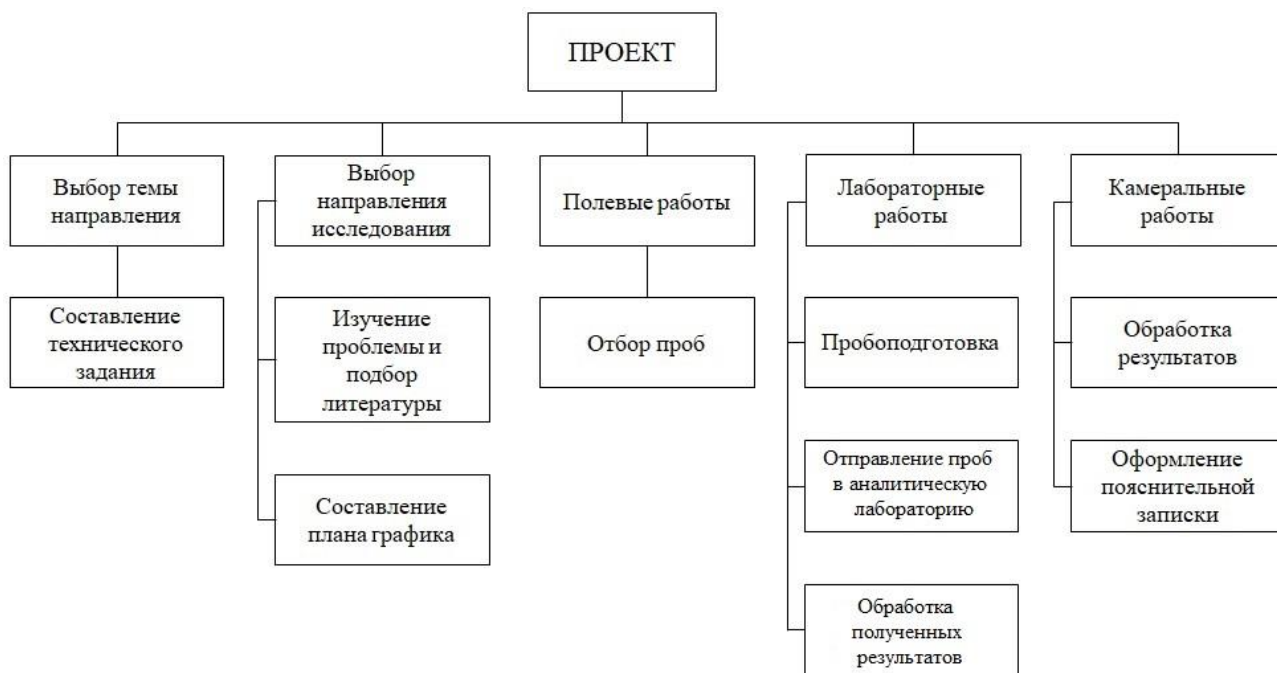 ПРОЕКТ
Выбор темы
направления
Составление
технического
задания
Выбор
направления
исследования
Изучение
проблемы и
подбор
литературы
Составление
плана графика
Полевые работы
Отбор проб
Лабораторные
работы
Пробоподготовка
Отправление проб
в аналитическую
лабораторию
Обработка
полученных
результатов
Камеральные
работы
Обработка
результатов
Оформление
пояснительной
записки